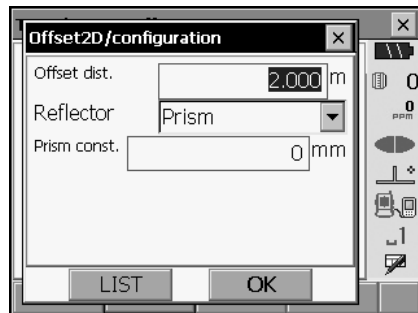 Offset2D/configuration
Offset dist. 2.000 m
Reflector Prism
Prism const. 0 mm
LIST OK
0
0
PPM
1